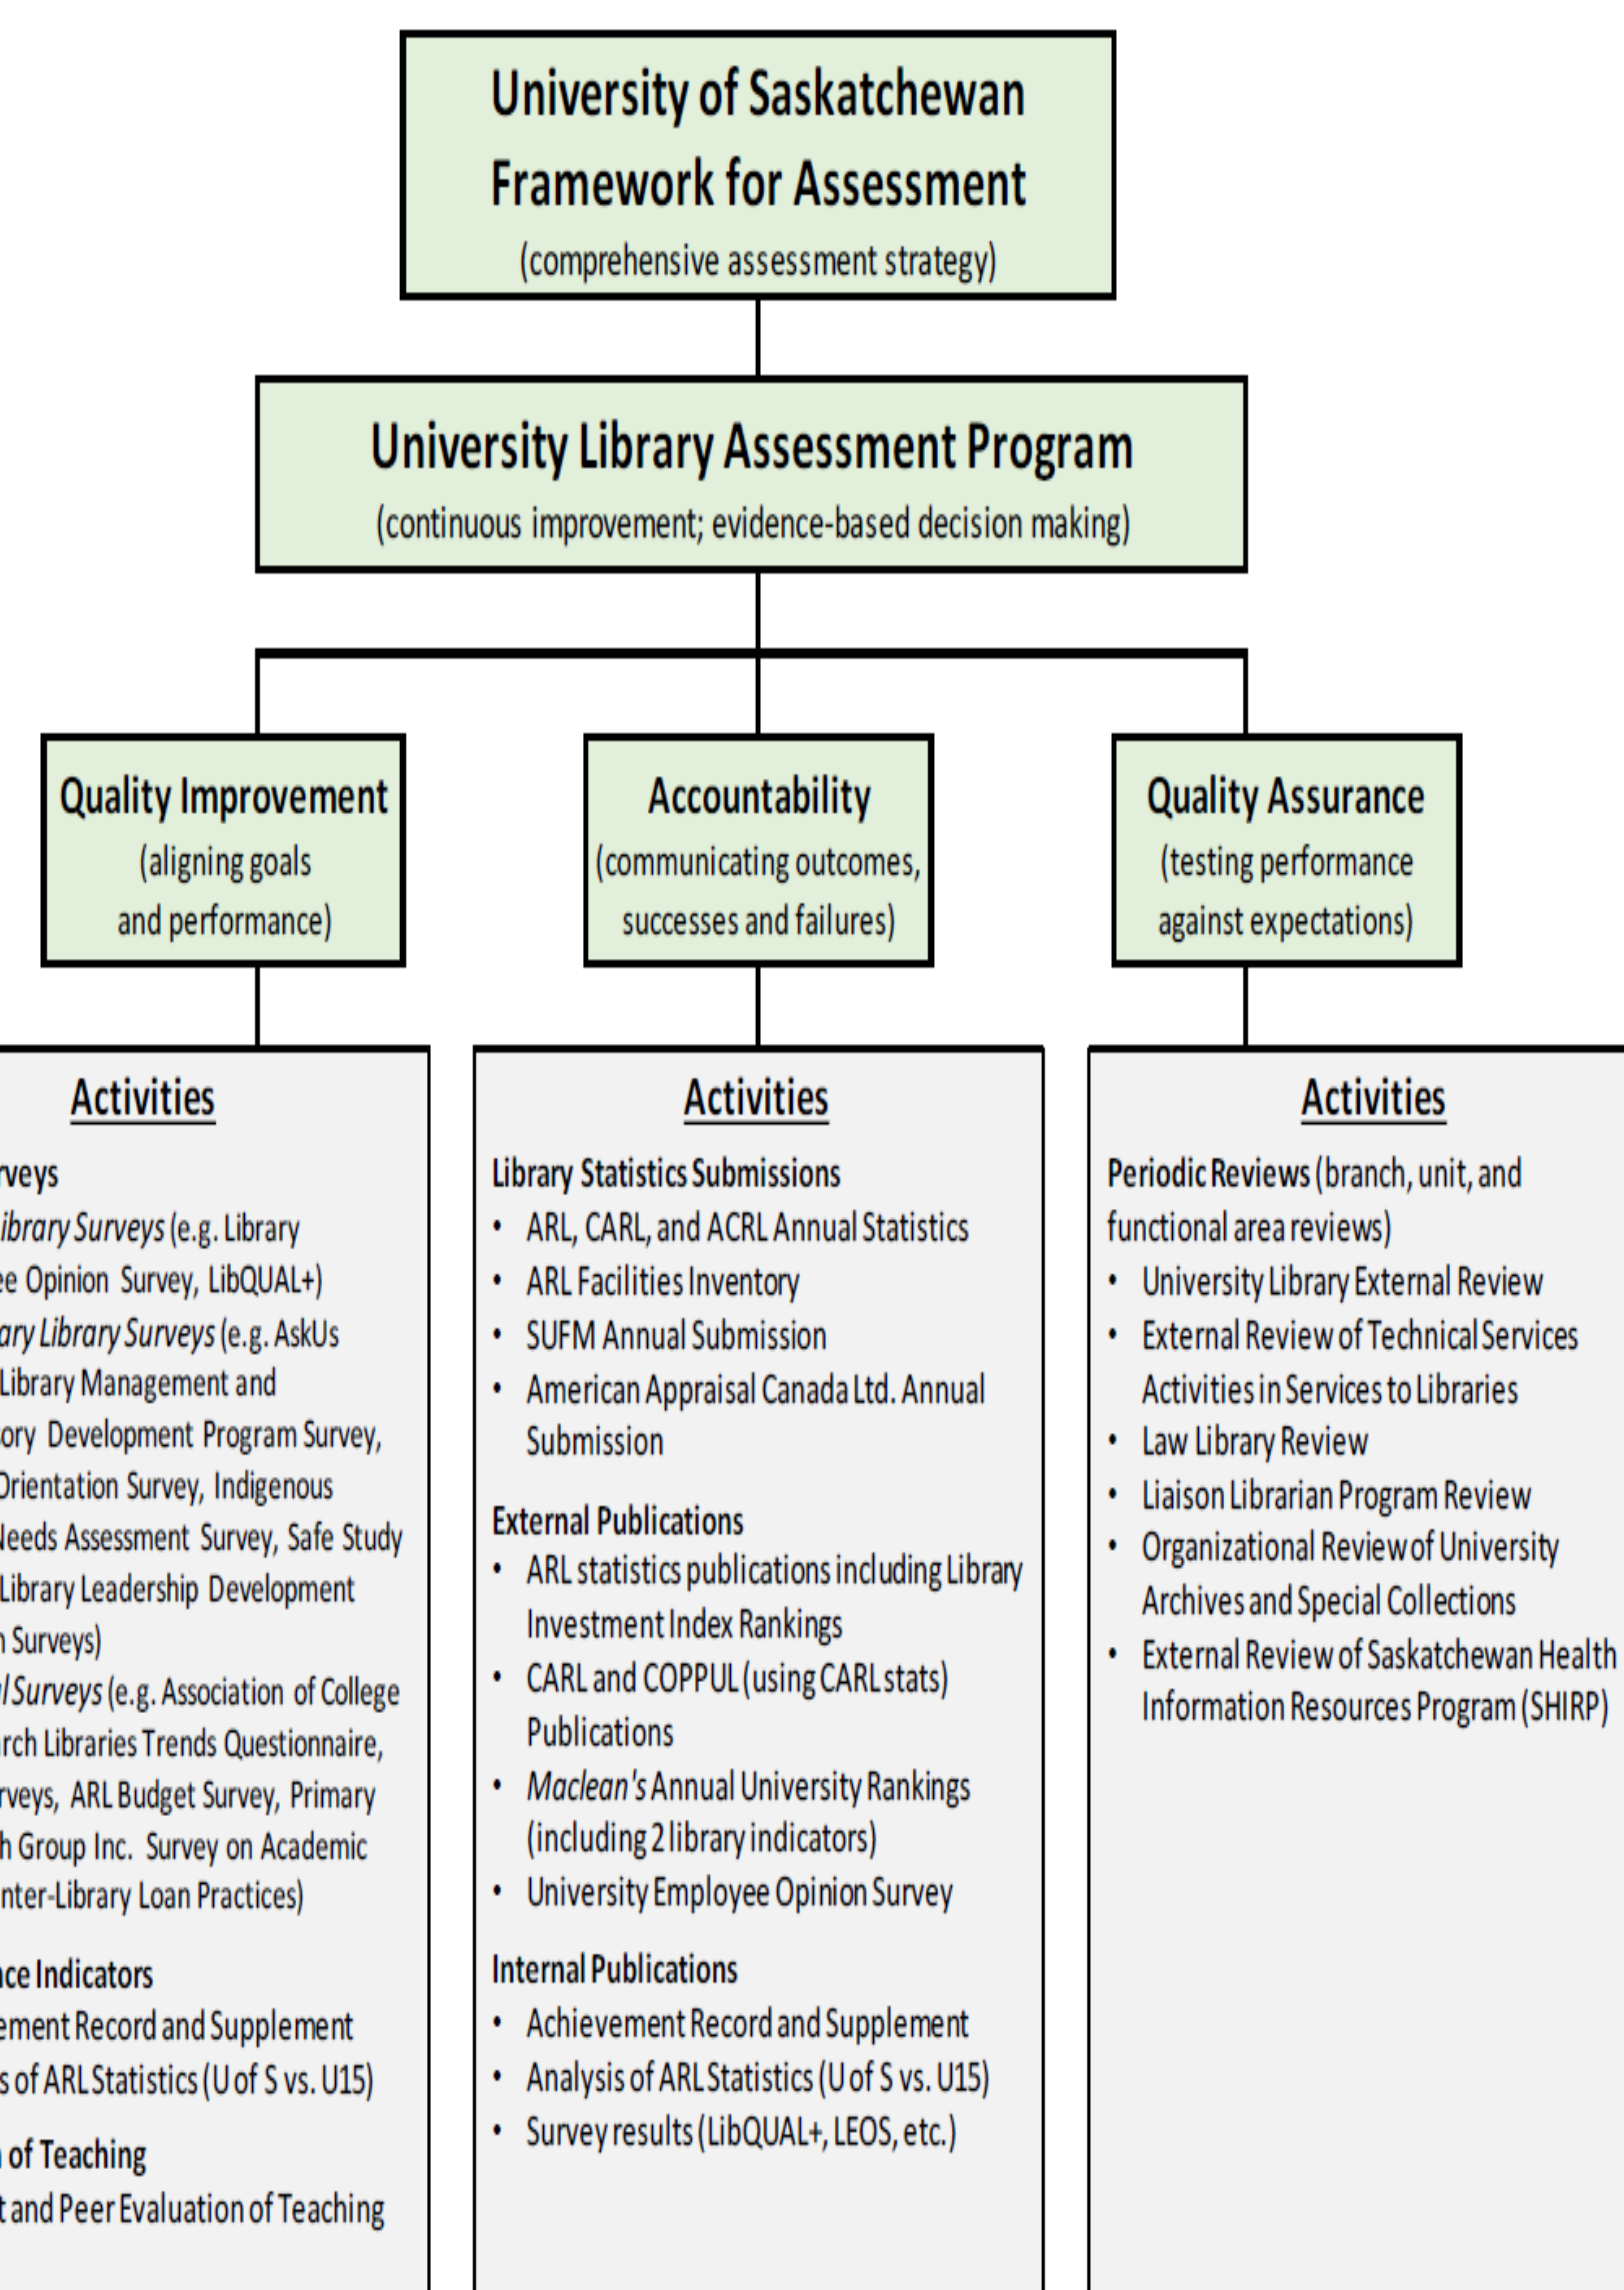 University of Saskatchewan
Framework for Assessment
(comprehensive assessment strategy)
University Library Assessment Program
(continuous improvement; evidence-based decision making)
Quality Improvement
(aligning goals
and performance)
Accountability
(communicating outcomes,
successes and failures)
Quality Assurance
(testing performance
against expectations)
Activities
Library Surveys (e.g. Library
Opinion Survey, LibQUAL+)
Library Surveys (e.g. AskUs
Library Management and
Development Program Survey,
Orientation Survey, Indigenous
Needs Assessment Survey, Safe Study
Library Leadership Development
Surveys)
Surveys (e.g. Association of College
Libraries Trends Questionnaire,
ARL Budget Survey, Primary
Group Inc. Survey on Academic
Inter-Library Loan Practices)
Indicators
Record and Supplement
of ARL Statistics (U of S vs. U15)
of Teaching
and Peer Evaluation of Teaching
Activities
Library Statistics Submissions
• ARL, CARL, and ACRL Annual Statistics
• ARL Facilities Inventory
• SUFM Annual Submission
• American Appraisal Canada Ltd. Annual
Submission
External Publications
• ARL statistics publications including Library
Investment Index Rankings
• CARL and COPPUL (using CARL stats)
Publications
• Maclean's Annual University Rankings
(including 2 library indicators)
• University Employee Opinion Survey
Internal Publications
• Achievement Record and Supplement
• Analysis of ARL Statistics (U of S vs. U15)
• Survey results (LibQUAL+, LEOS, etc.)
Activities
Periodic Reviews (branch, unit, and
functional area reviews)
• University Library External Review
• External Review of Technical Services
Activities in Services to Libraries
• Law Library Review
• Liaison Librarian Program Review
• Organizational Review of University
Archives and Special Collections
• External Review of Saskatchewan Health
Information Resources Program (SHIRP)